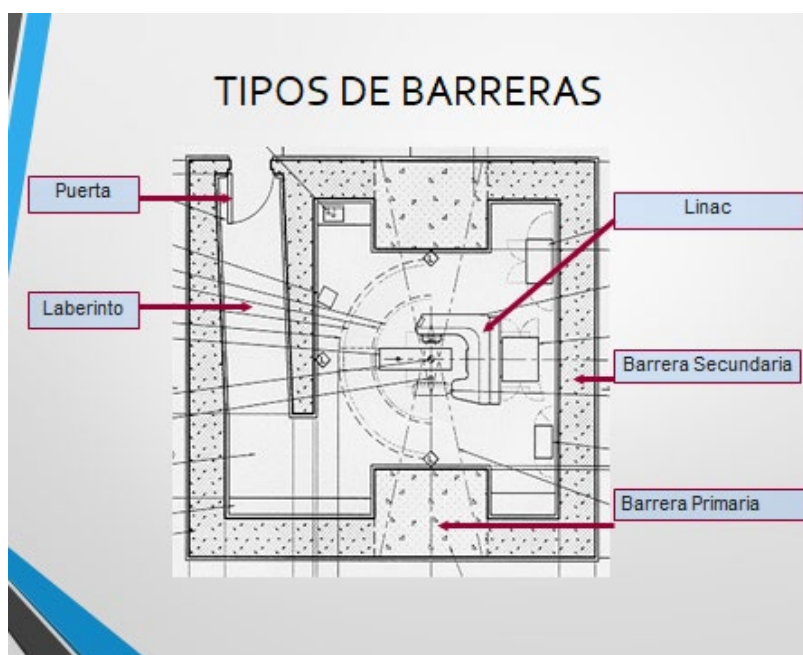 TIPOS DE BARRERAS
Puerta
Linac
Laberinto
Barrera Secundaria
Barrera Primaria
L
L
L